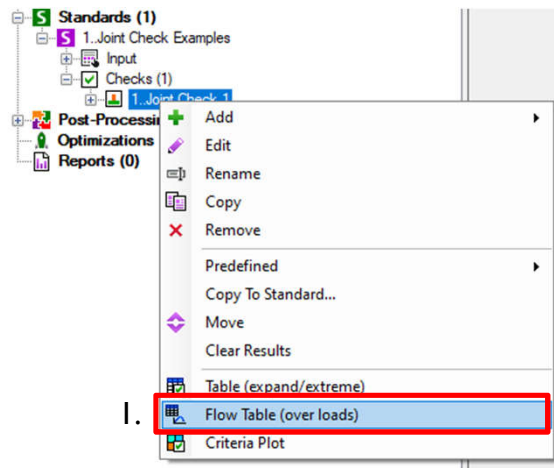 Standards (1)
1..Joint Check Examples
Input
Checks (1)
1..Joint Check 1
Post-Processi
Optimizations
Reports (0)
Add
Edit
Rename
Copy
Remove
Predefined
Copy To Standard...
Move
Clear Results
Table (expand/extreme)
1. Flow Table (over loads)
Criteria Plot